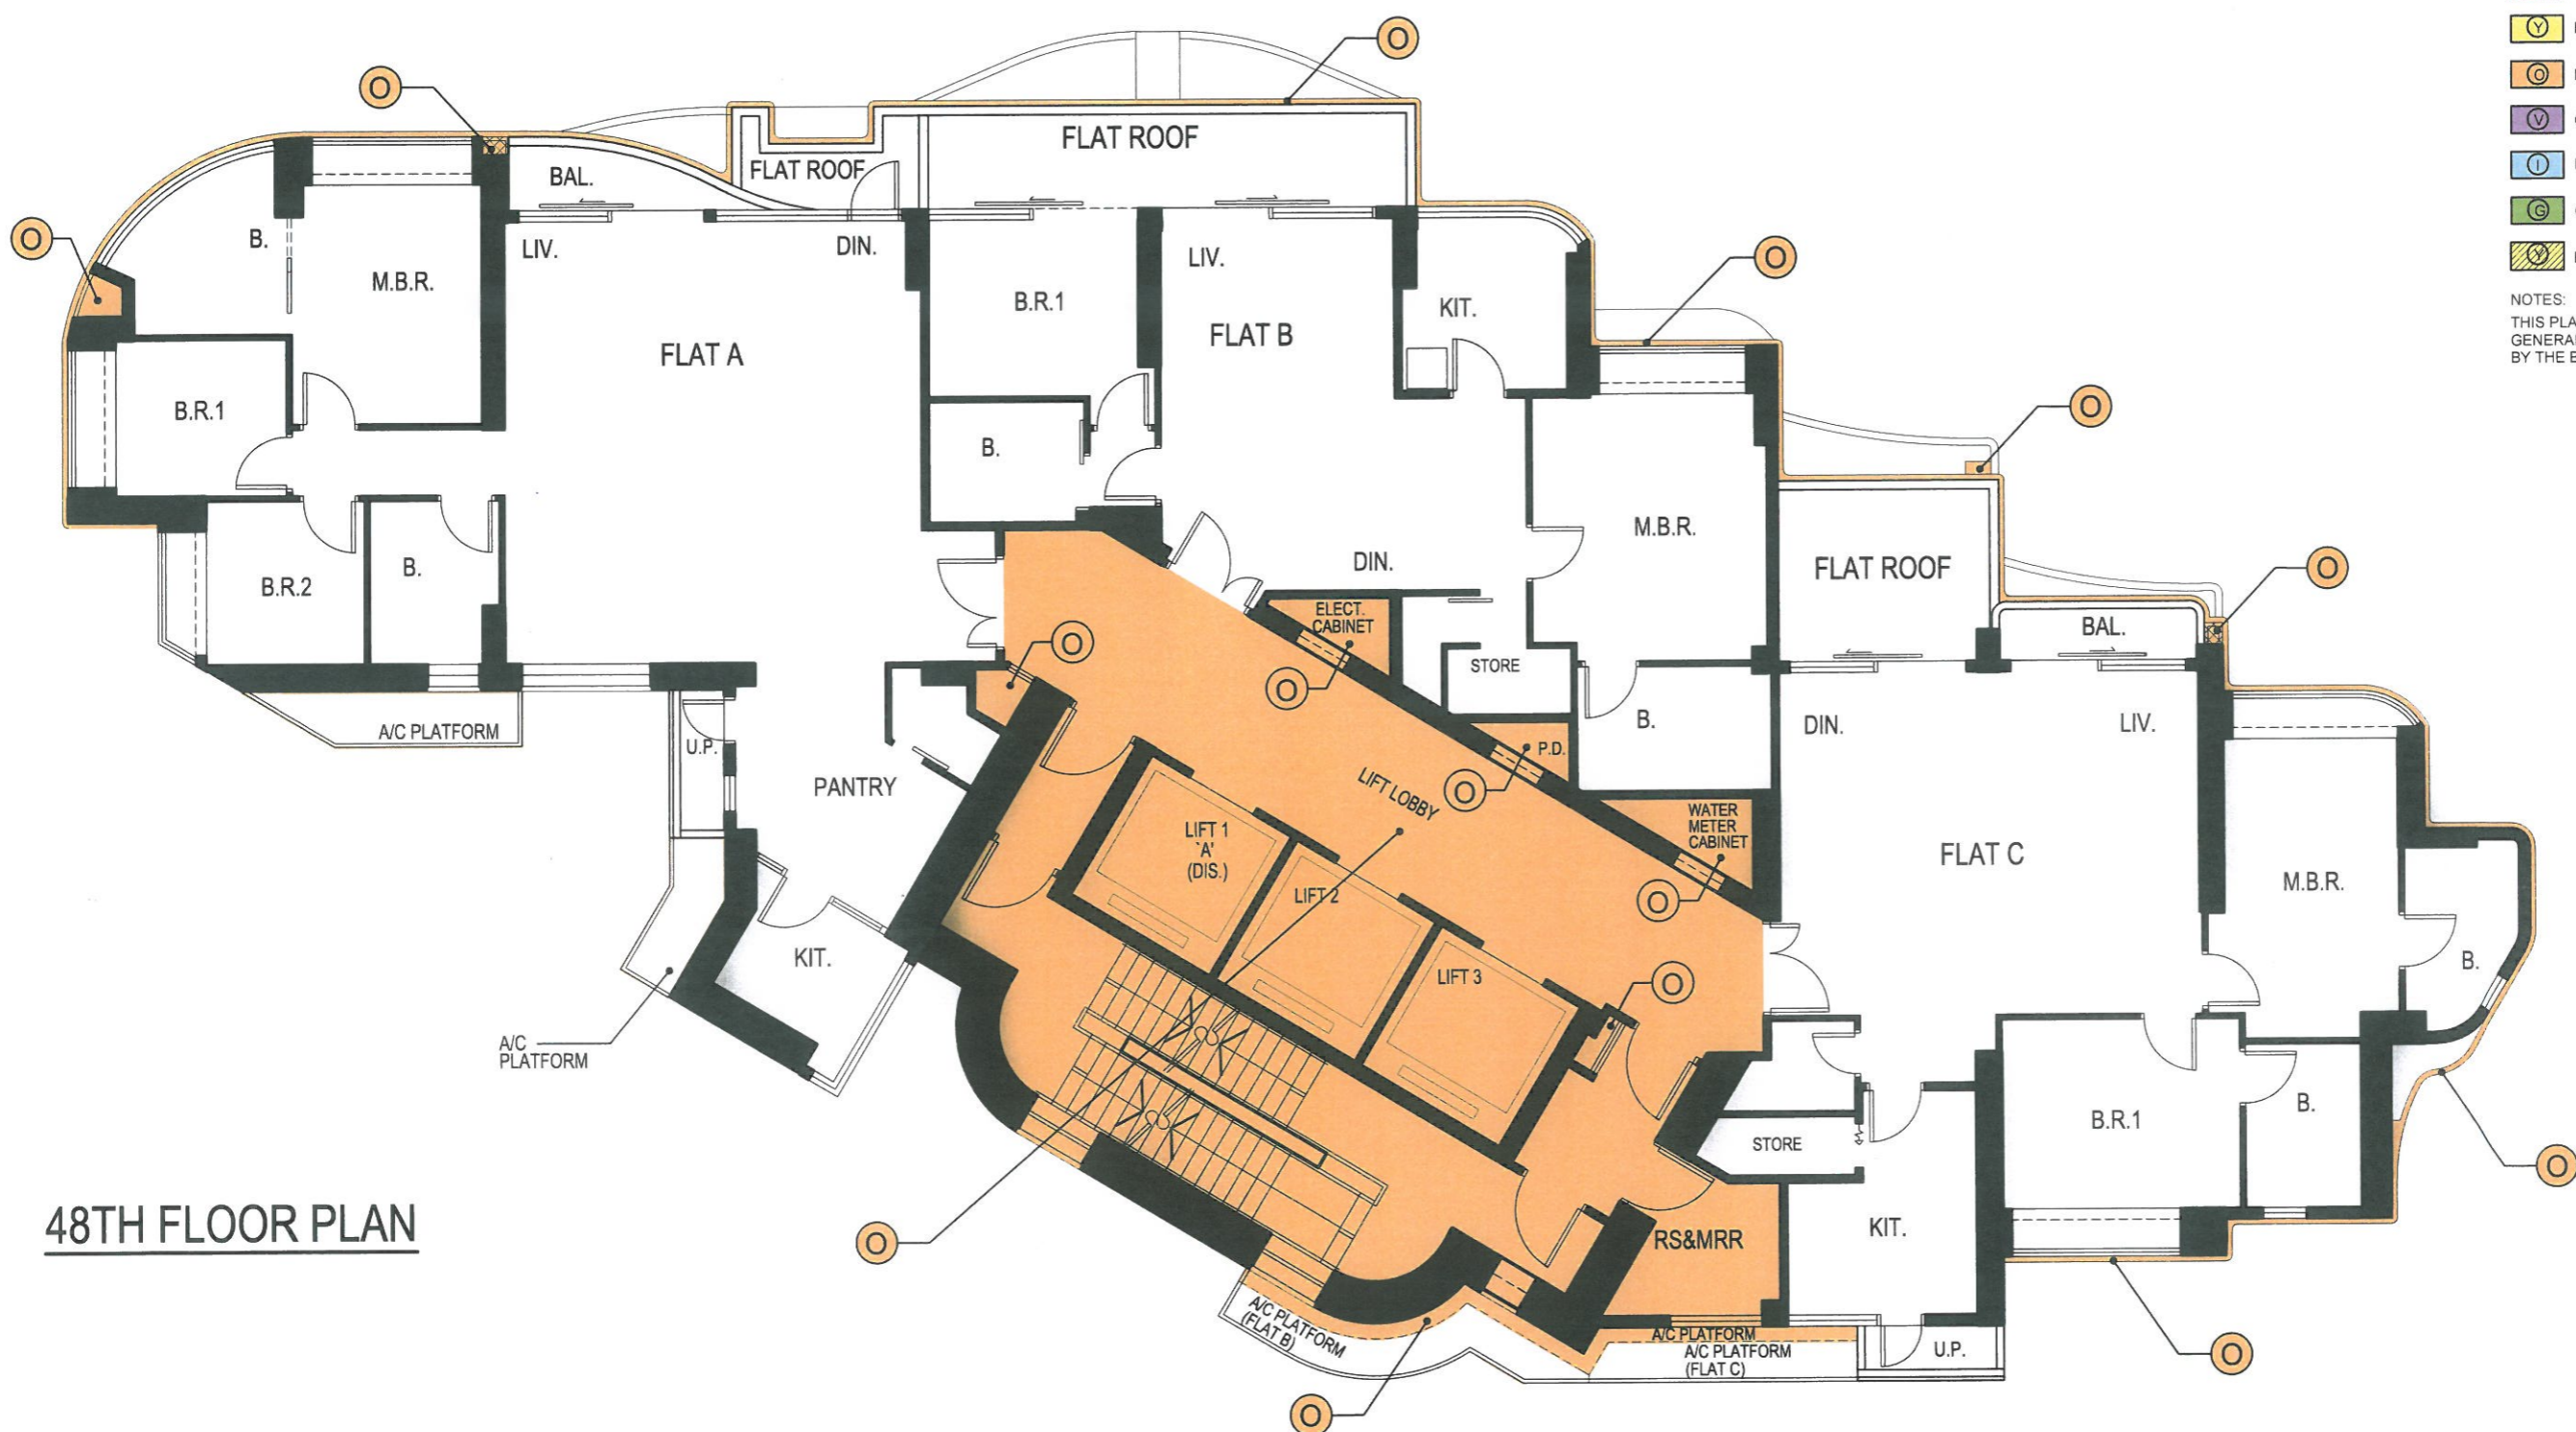 O
O
O
Y
O
V
I
G
Y
NOTES:
THIS PLA
GENERA
BY THE E
FLAT ROOF
FLAT ROOF
BAL.
B.
M.B.R.
LIV.
DIN.
LIV.
O
B.R.1
KIT.
FLAT A
FLAT B
B.R.1
O
B.
M.B.R.
B.R.2
B.
DIN.
FLAT ROOF
O
ELECT.
CABINET
O
BAL.
STORE
O
A/C PLATFORM
U.P.
B.
DIN.
LIV.
P.D.
O
PANTRY
LIFT LOBBY
WATER
METER
CABINET
O
LIFT 1
'A'
(DIS.)
LIFT 2
FLAT C
M.B.R.
KIT.
LIFT 3
O
B.
A/C
PLATFORM
B.R.1
B.
STORE
O
48TH FLOOR PLAN
O
RS&MRR
KIT.
A/C PLATFORM
(FLAT B)
A/C PLATFORM
A/C PLATFORM
(FLAT C)
U.P.
O
O
O